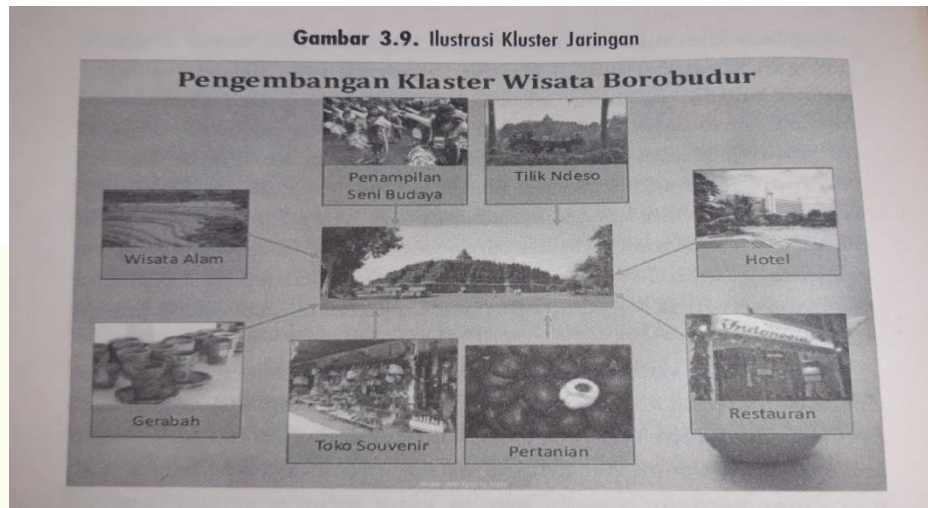 Gambar 3.9. Ilustrasi Kluster Jaringan
Pengembangan Klaster Wisata Borobudur
Penampilan
Seni Budaya
Tilik Ndeso
Wisata Alam
Hotel
Gerabah
Toko Souvenir
Pertanian
Indonesia
Restauran